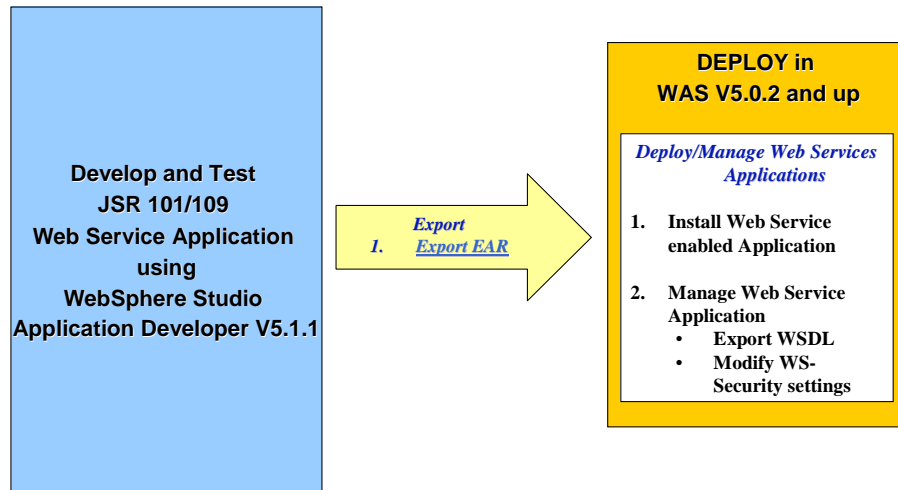 Develop and Test
JSR 101/109
Web Service Application
using
WebSphere Studio
Application Developer V5.1.1
Export
1. Export EAR
DEPLOY in
WAS V5.0.2 and up
Deploy/Manage Web Services
Applications
1. Install Web Service
enabled Application
2. Manage Web Service
Application
• Export WSDL
• Modify WS-
Security settings